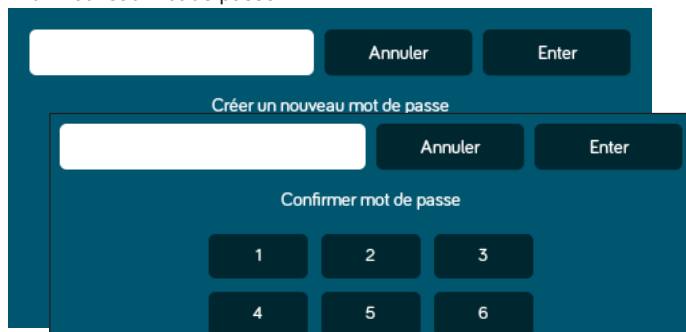 Annuler Enter
Créer un nouveau mot de passe
Annuler Enter
Confirmer mot de passe
1 2 3
4 5 6